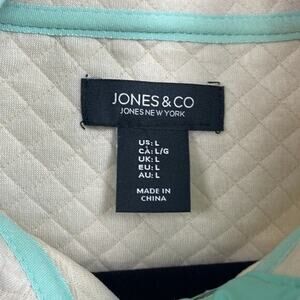 JONES & CO
JONES NEW YORK
US: L
CA: L/G
UK: L
EU: L
AU: L
MADE IN
CHINA